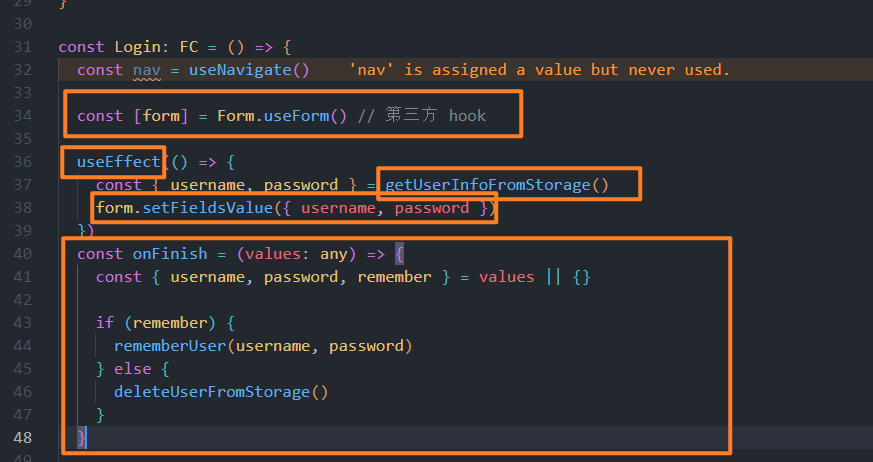 29 }
30
31 const Login: FC = () => {
32 const nav = useNavigate() 'nav' is assigned a value but never used.
33
34 const [form] = Form.useForm() // 第三方 hook
35
36 useEffect(() => {
37 const { username, password } = getUserInfoFromStorage()
38 form.setFieldsValue({ username, password })
39 })
40 const onFinish = (values: any) => {
41 const { username, password, remember } = values || {}
42
43 if (remember) {
44 rememberUser(username, password)
45 } else {
46 deleteUserFromStorage()
47 }
48 }
49